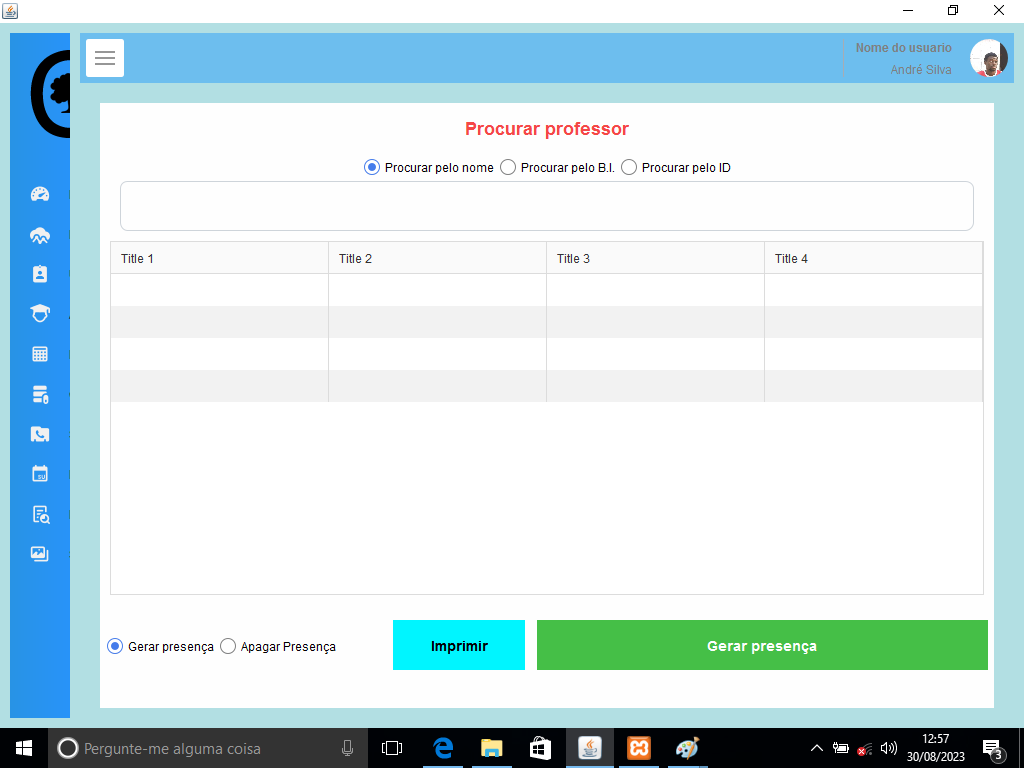 Nome do usuario
André Silva
Procurar professor
Procurar pelo nome Procurar pelo B.I. Procurar pelo ID
Title 1 Title 2 Title 3 Title 4
Gerar presença Apagar Presença Imprimir Gerar presença
Pergunte-me alguma coisa
12:57
30/08/2023
3